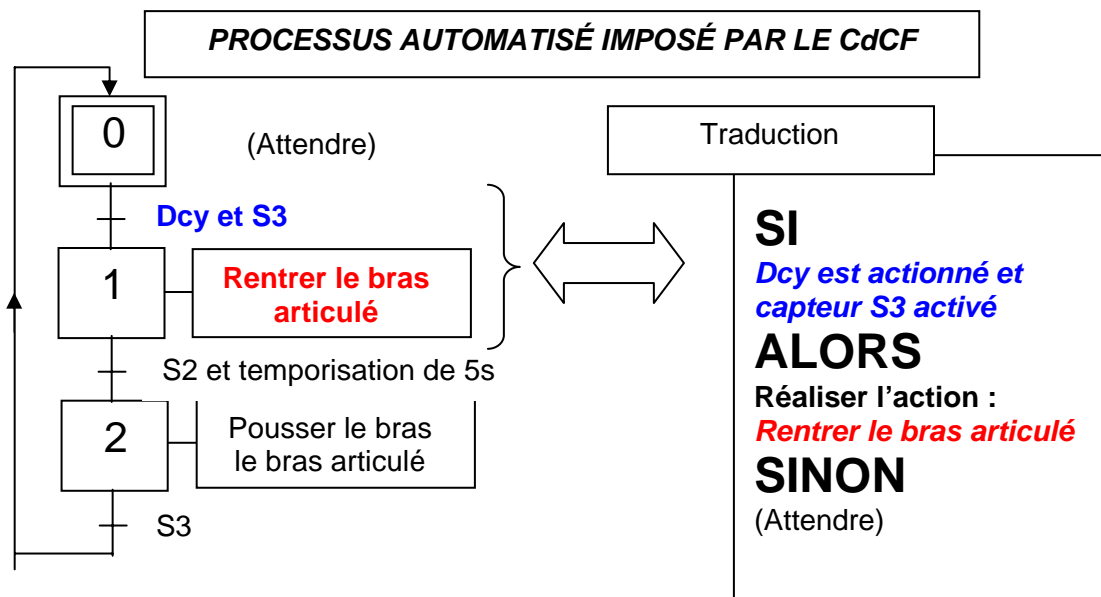 PROCESSUS AUTOMATISÉ IMPOSÉ PAR LE CdCF
0
(Attendre)
Dcy et S3
1
Rentrer le bras
articulé
S2 et temporisation de 5s
2
Pousser le bras
le bras articulé
S3
Traduction
SI
Dcy est actionné et
capteur S3 activé
ALORS
Réaliser l’action :
Rentrer le bras articulé
SINON
(Attendre)